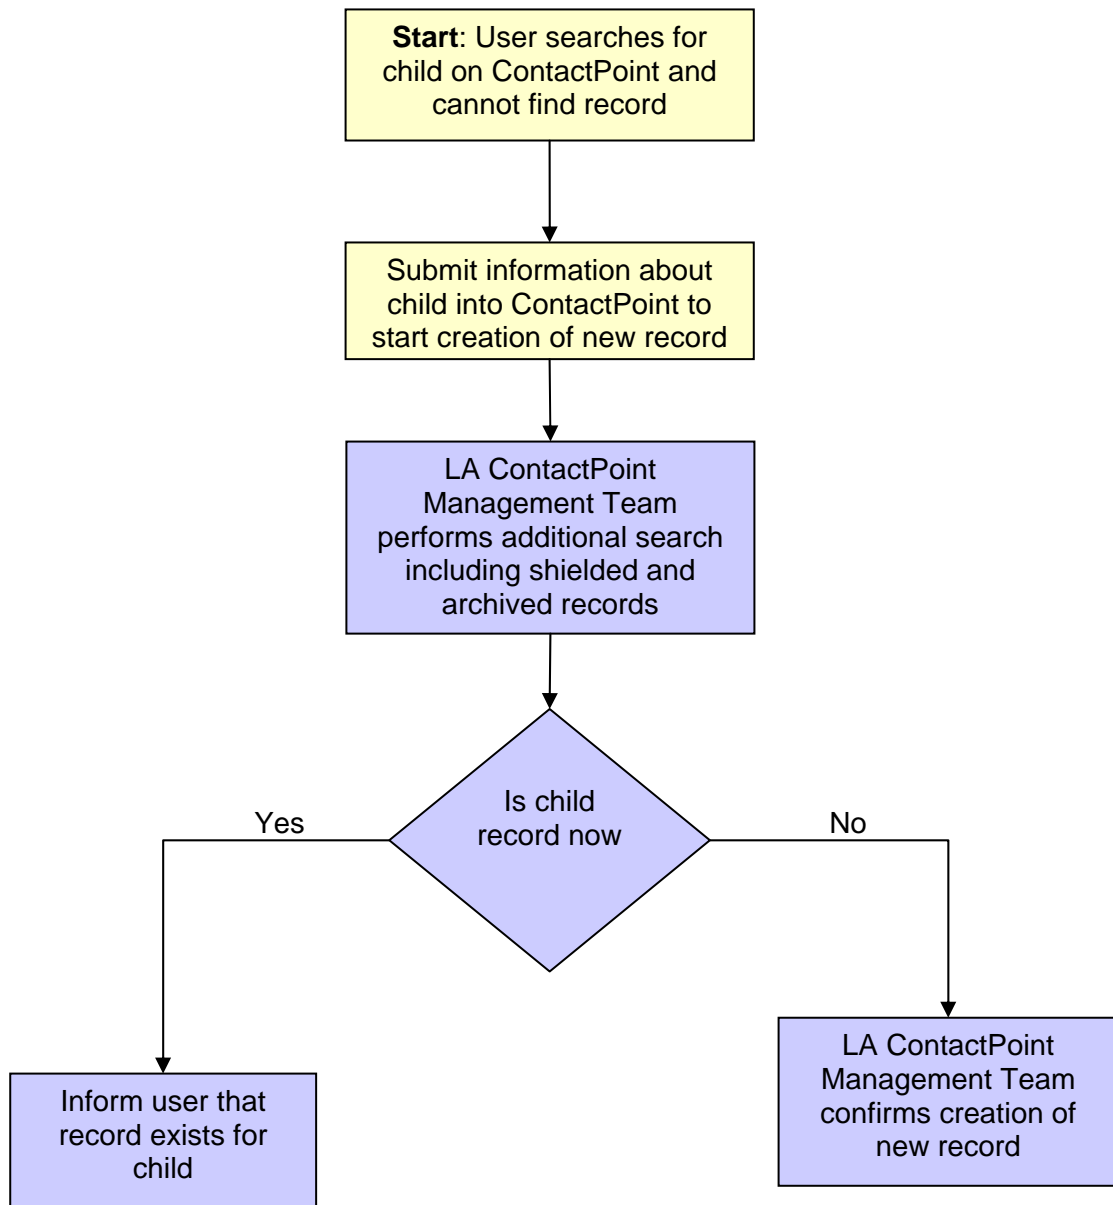 Start: User searches for
child on ContactPoint and
cannot find record
Submit information about
child into ContactPoint to
start creation of new record
LA ContactPoint
Management Team
performs additional search
including shielded and
archived records
Is child
record now
Yes
No
Inform user that
record exists for
child
LA ContactPoint
Management Team
confirms creation of
new record